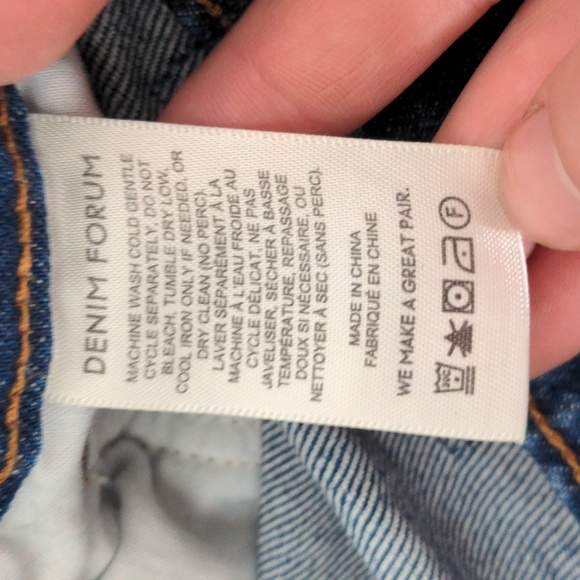 DENIM FORUM
MACHINE WASH COLD GENTLE
CYCLE SEPARATELY, DO NOT
BLEACH, TUMBLE DRY LOW,
COOL IRON ONLY IF NEEDED, OR
DRY CLEAN (NO PERC).
LAVER SÉPARÉMENT À LA
MACHINE À L'EAU FROIDE AU
CYCLE DÉLICAT, NE PAS
JAVELISER, SÉCHER À BASSE
TEMPÉRATURE, REPASSAGE
DOUX SI NÉCESSAIRE, OU
NETTOYER À SEC (SANS PERC).
MADE IN CHINA
FABRIQUÉ EN CHINE
WE MAKE A GREAT PAIR.
30C F